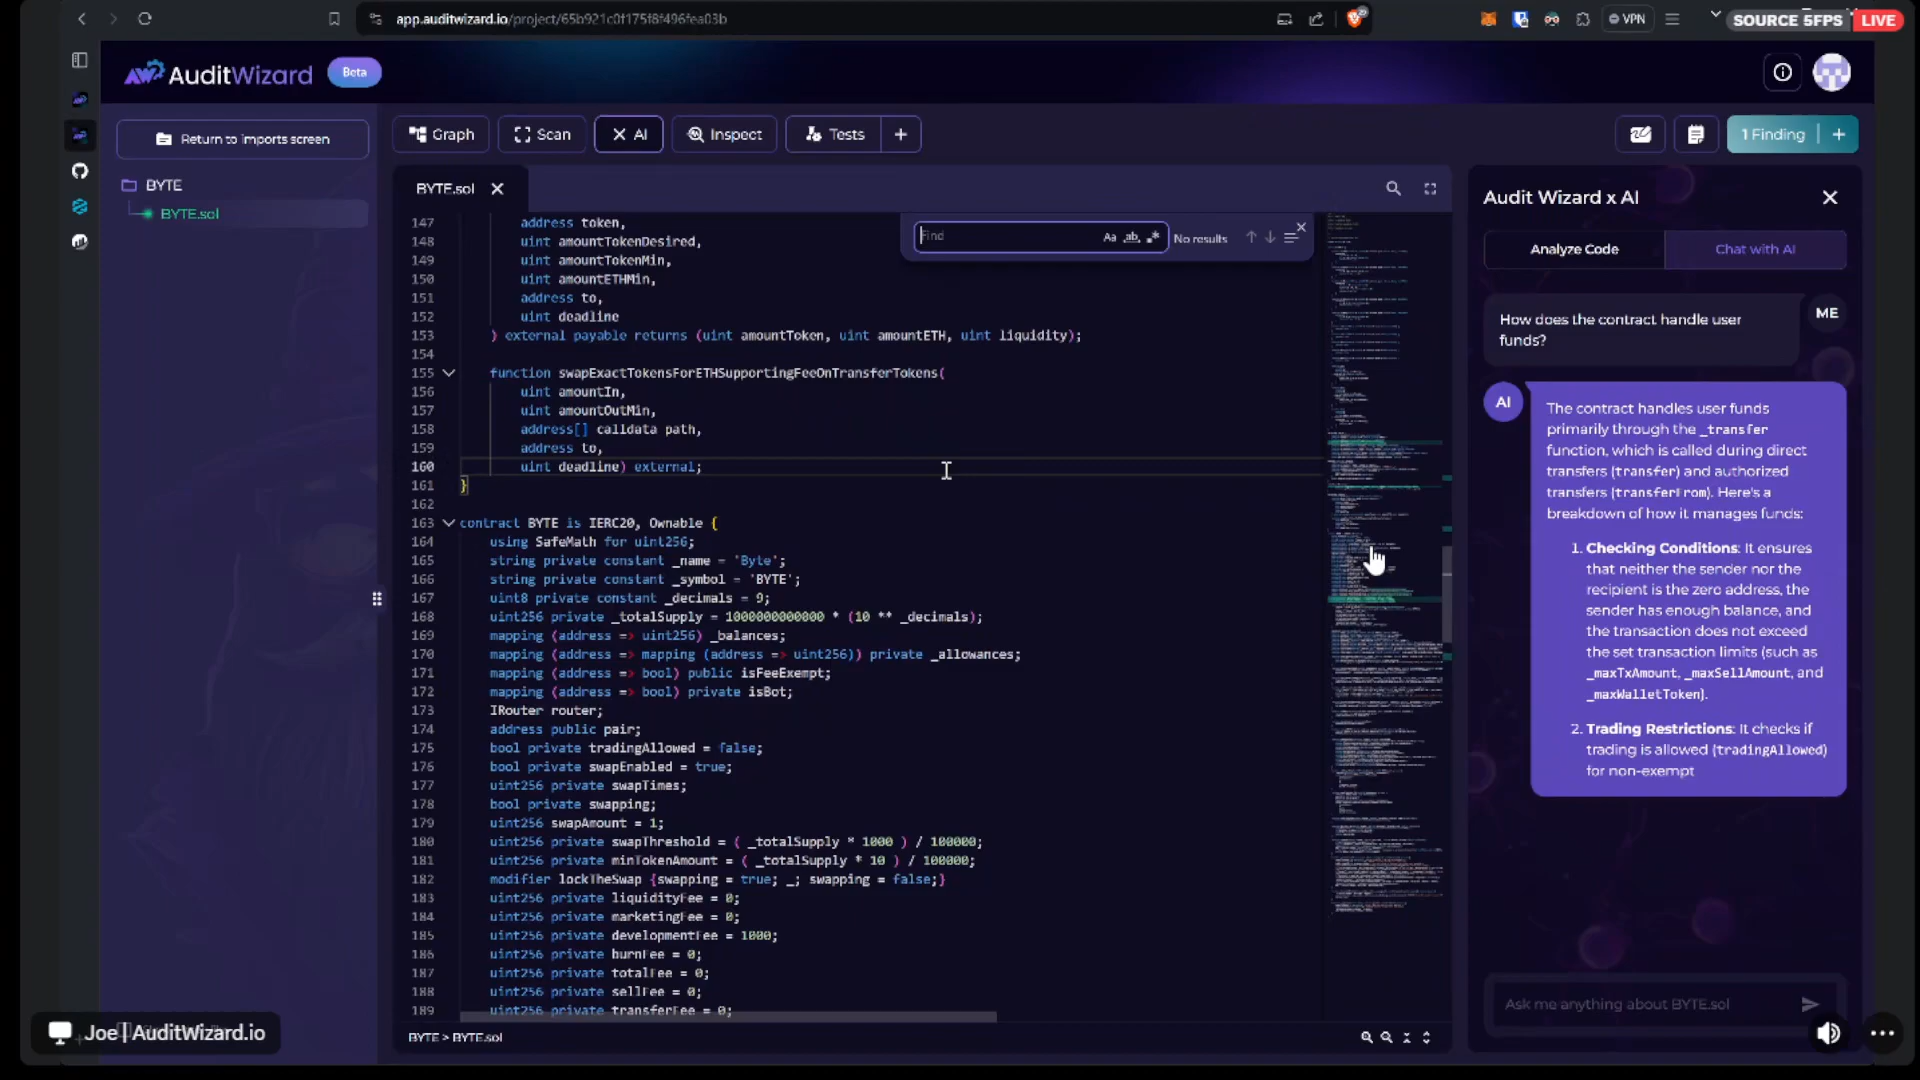 app.auditwizard.io/project/65b921c0f175f8f496fea03b
VPN
SOURCE 5FPS LIVE
AuditWizard Beta
Return to imports screen
BYTE
BYTE.sol
Graph Scan AI Inspect Tests +
1 Finding +
BYTE.sol
Find
Aa ab No results
147 address token,
148 uint amountTokenDesired,
149 uint amountTokenMin,
150 uint amountETHMin,
151 address to,
152 uint deadline
153 ) external payable returns (uint amountToken, uint amountETH, uint liquidity);
154
155 function swapExactTokensForETHSupportingFeeOnTransferTokens(
156 uint amountIn,
157 uint amountOutMin,
158 address[] calldata path,
159 address to,
160 uint deadline) external;
161 }
162
163 contract BYTE is IERC20, Ownable {
164 using SafeMath for uint256;
165 string private constant _name = 'Byte';
166 string private constant _symbol = 'BYTE';
167 uint8 private constant _decimals = 9;
168 uint256 private _totalSupply = 1000000000000 * (10 ** _decimals);
169 mapping (address => uint256) _balances;
170 mapping (address => mapping (address => uint256)) private _allowances;
171 mapping (address => bool) public isFeeExempt;
172 mapping (address => bool) private isBot;
173 IRouter router;
174 address public pair;
175 bool private tradingAllowed = false;
176 bool private swapEnabled = true;
177 uint256 private swapTimes;
178 bool private swapping;
179 uint256 swapAmount = 1;
180 uint256 private swapThreshold = ( _totalSupply * 1000 ) / 100000;
181 uint256 private minTokenAmount = ( _totalSupply * 10 ) / 100000;
182 modifier lockTheSwap {swapping = true; _; swapping = false;}
183 uint256 private liquidityFee = 0;
184 uint256 private marketingFee = 0;
185 uint256 private developmentFee = 1000;
186 uint256 private burnFee = 0;
187 uint256 private totalFee = 0;
188 uint256 private sellFee = 0;
189 uint256 private transferFee = 0;
BYTE > BYTE.sol
Audit Wizard x AI
Analyze Code Chat with AI
How does the contract handle user
funds?
ME
AI
The contract handles user funds
primarily through the _transfer
function, which is called during direct
transfers (transfer) and authorized
transfers (transferFrom). Here's a
breakdown of how it manages funds:
1. Checking Conditions: It ensures
that neither the sender nor the
recipient is the zero address, the
sender has enough balance, and
the transaction does not exceed
the set transaction limits (such as
_maxTxAmount, _maxSellAmount, and
_maxWalletToken).
2. Trading Restrictions: It checks if
trading is allowed (tradingAllowed)
for non-exempt
Ask me anything about BYTE.sol
Joe | AuditWizard.io